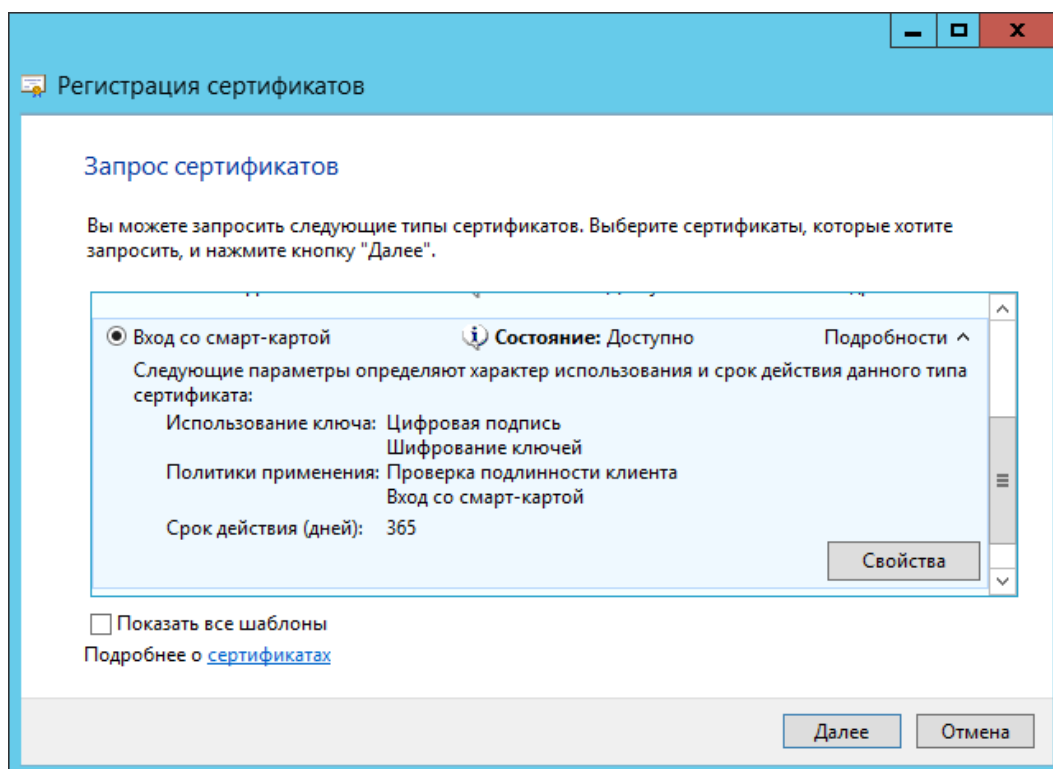 Регистрация сертификатов
Запрос сертификатов
Вы можете запросить следующие типы сертификатов. Выберите сертификаты, которые хотите
запросить, и нажмите кнопку "Далее".
Вход со смарт-картой Состояние: Доступно Подробности
Следующие параметры определяют характер использования и срок действия данного типа
сертификата:
Использование ключа: Цифровая подпись
Шифрование ключей
Политики применения: Проверка подлинности клиента
Вход со смарт-картой
Срок действия (дней): 365
Свойства
Показать все шаблоны
Подробнее о сертификатах
Далее Отмена